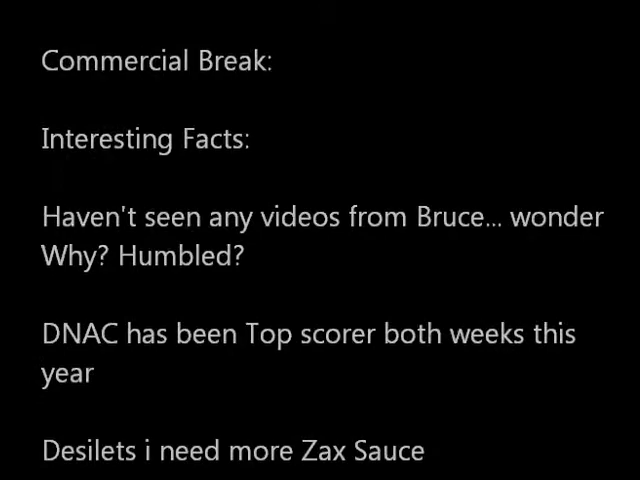 Commercial Break:
Interesting Facts:
Haven't seen any videos from Bruce... wonder
Why? Humbled?
DNAC has been Top scorer both weeks this
year
Desilets i need more Zax Sauce